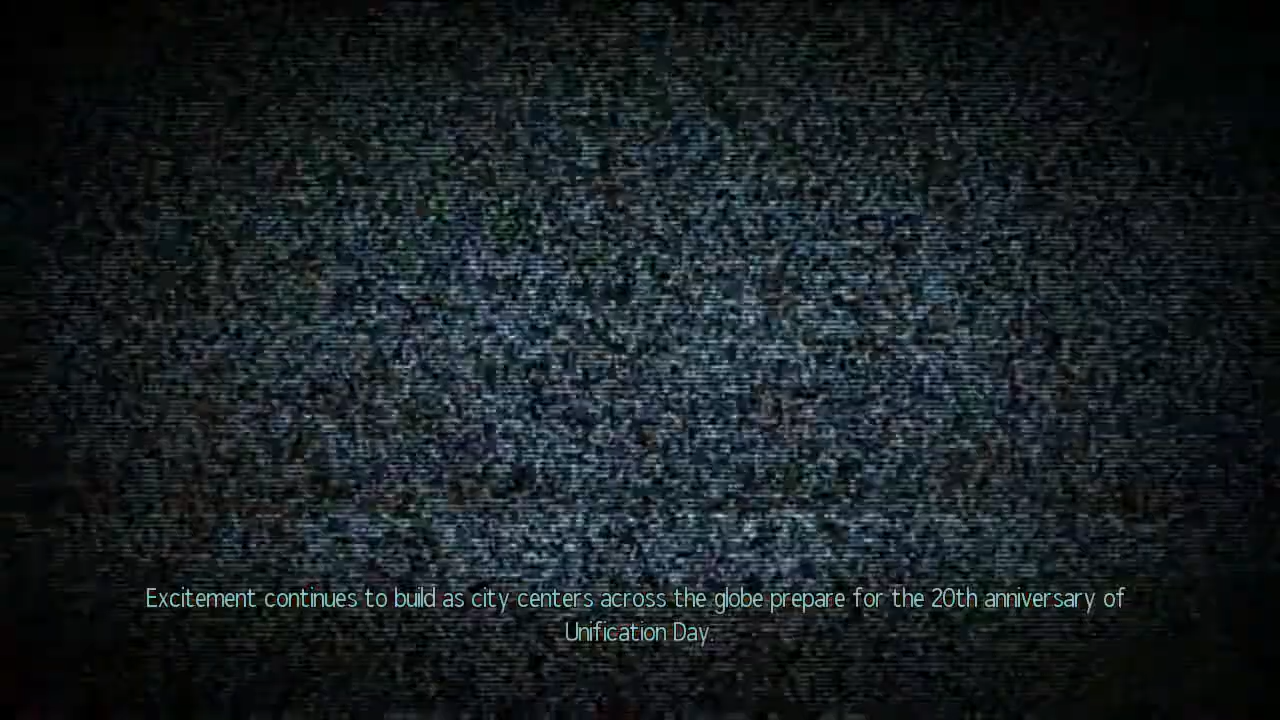 Excitement continues to build as city centers across the globe prepare for the 20th anniversary of
Unification Day.